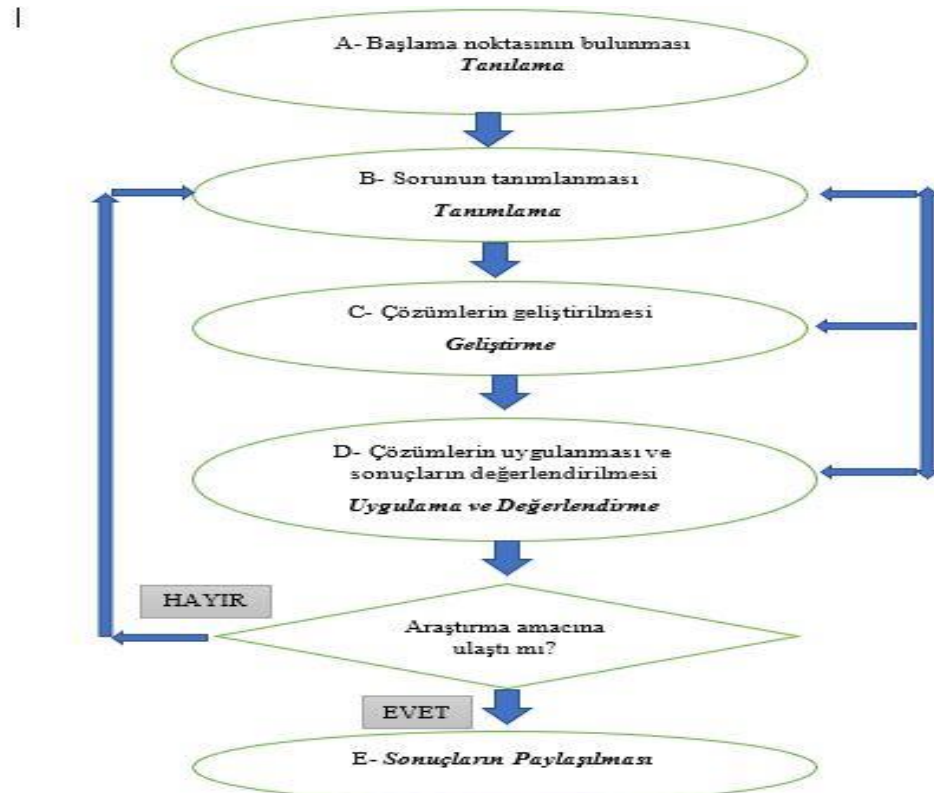 A- Başlama noktasının bulunması
Tanılama
B- Sorunun tanımlanması
Tanımlama
C- Çözümlerin geliştirilmesi
Geliştirme
D- Çözümlerin uygulanması ve
sonuçların değerlendirilmesi
Uygulama ve Değerlendirme
HAYIR
Araştırma amacına
ulaştı mı?
EVET
E- Sonuçların Paylaşılması